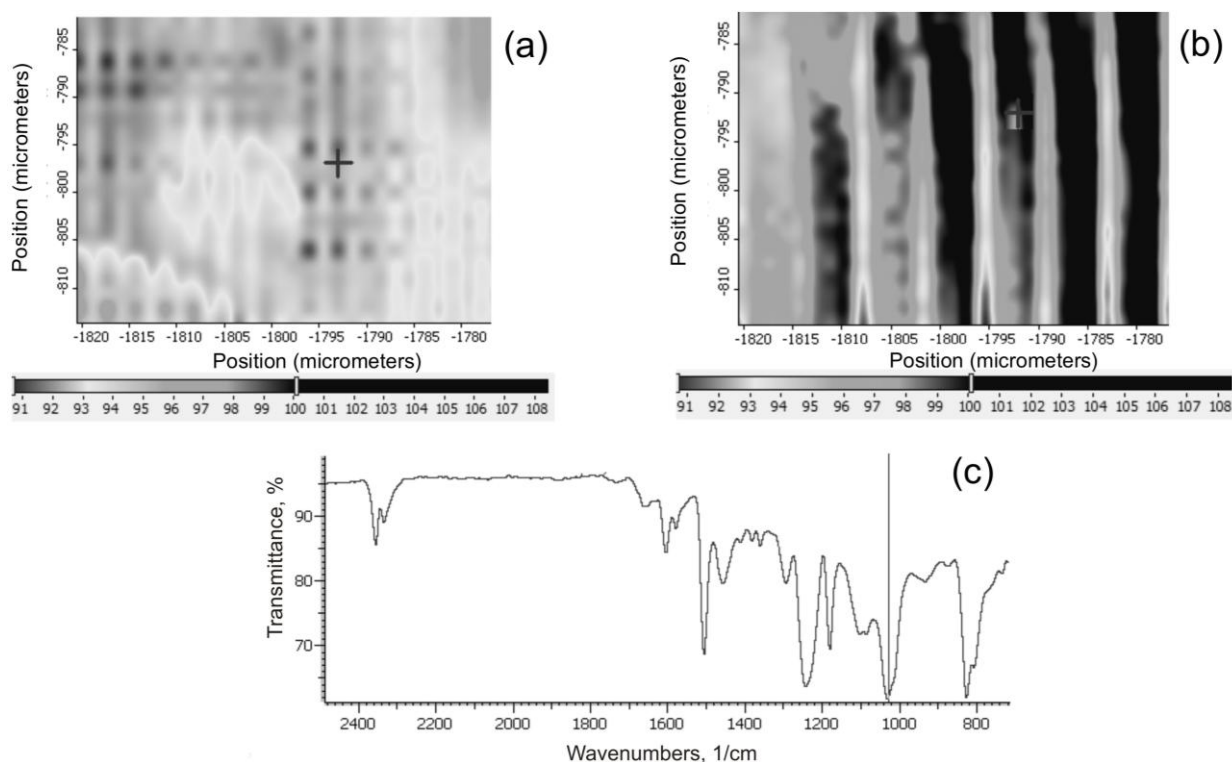 (a)
-785
-790
-795
-800
-805
-810
Position (micrometers)
-1820 -1810 -1805 -1800 -1795 -1790 -1785 -1780
Position (micrometers)
91 92 93 94 95 96 97 98 99 100 101 102 103 104 105 106 107 108
(b)
-785
-790
-795
-800
-805
-810
Position (micrometers)
-1820 -1810 -1805 -1800 -1795 -1790 -1785 -1780
Position (micrometers)
91 92 93 94 95 96 97 98 99 100 101 102 103 104 105 106 107 108
(c)
90
80
70
Transmittance, %
2400 2200 2000 1800 1600 1400 1200 1000 800
Wavenumbers, 1/cm